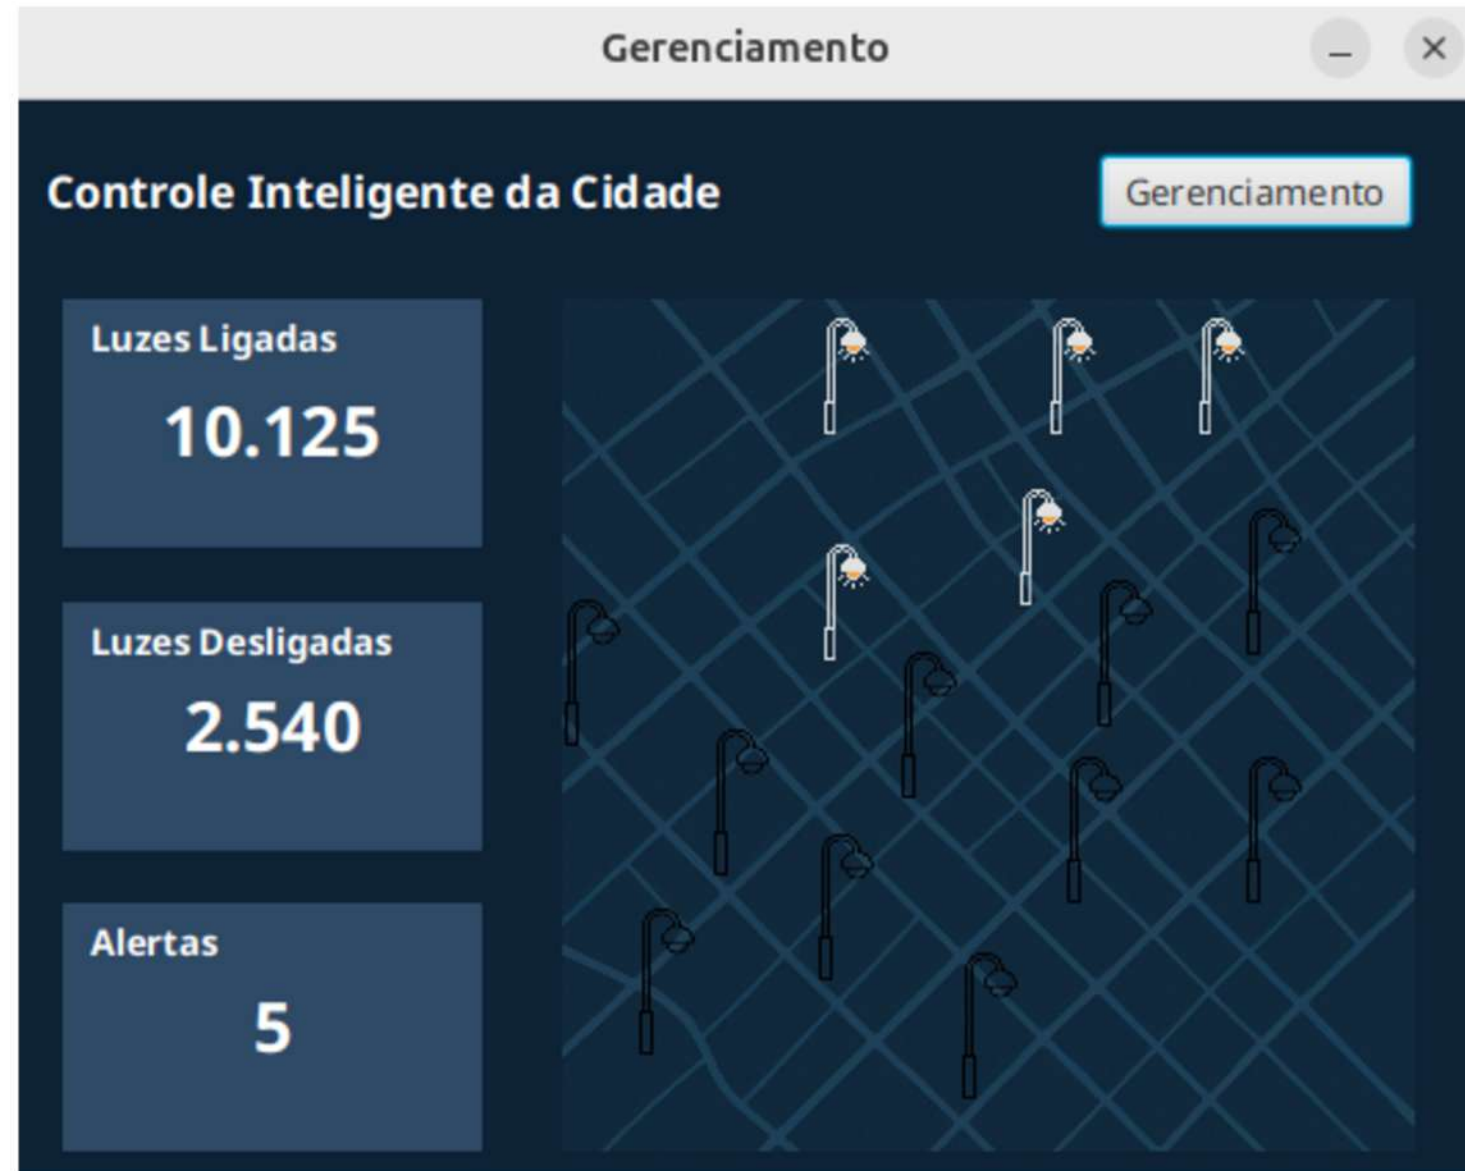 Gerenciamento
Controle Inteligente da Cidade
Gerenciamento
Luzes Ligadas
10.125
Luzes Desligadas
2.540
Alertas
5